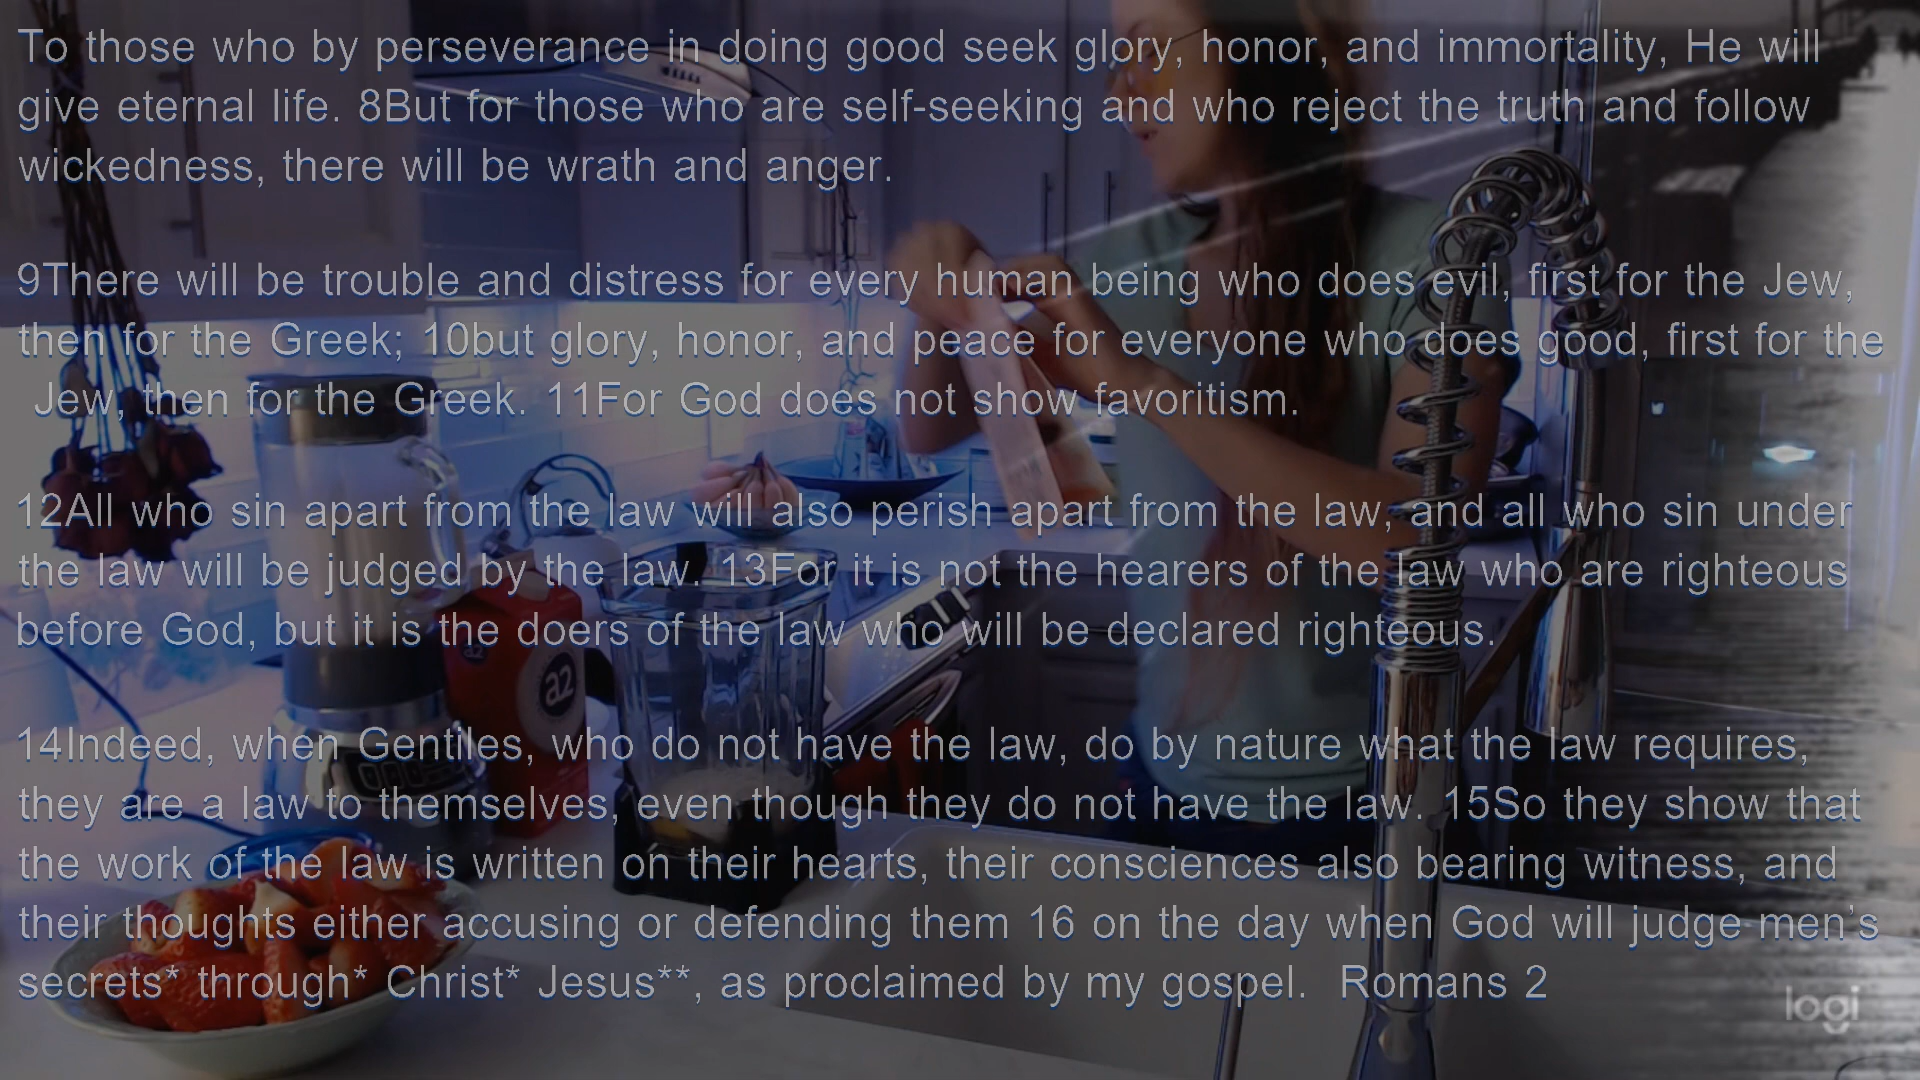 To those who by perseverance in doing good seek glory, honor, and immortality, He will
give eternal life. 8But for those who are self-seeking and who reject the truth and follow
wickedness, there will be wrath and anger.
9There will be trouble and distress for every human being who does evil, first for the Jew,
then for the Greek; 10but glory, honor, and peace for everyone who does good, first for the
Jew, then for the Greek. 11For God does not show favoritism.
12All who sin apart from the law will also perish apart from the law, and all who sin under
the law will be judged by the law. 13For it is not the hearers of the law who are righteous
before God, but it is the doers of the law who will be declared righteous.
14Indeed, when Gentiles, who do not have the law, do by nature what the law requires,
they are a law to themselves, even though they do not have the law. 15So they show that
the work of the law is written on their hearts, their consciences also bearing witness, and
their thoughts either accusing or defending them 16 on the day when God will judge men's
secrets* through* Christ* Jesus**, as proclaimed by my gospel. Romans 2
a2
a2
logi